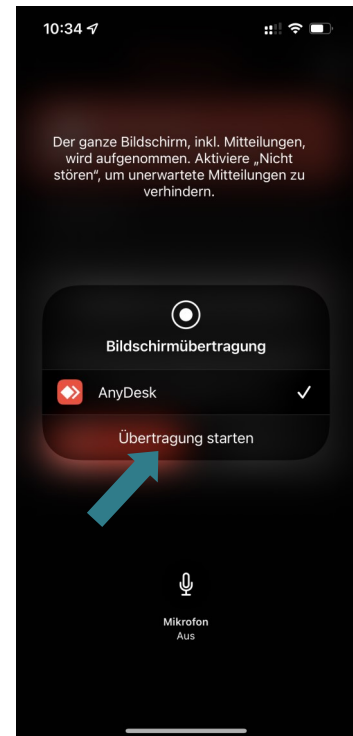 10:34
Der ganze Bildschirm, inkl. Mitteilungen,
wird aufgenommen. Aktiviere „Nicht
stören“, um unerwartete Mitteilungen zu
verhindern.
Bildschirmübertragung
AnyDesk
Übertragung starten
Mikrofon
Aus